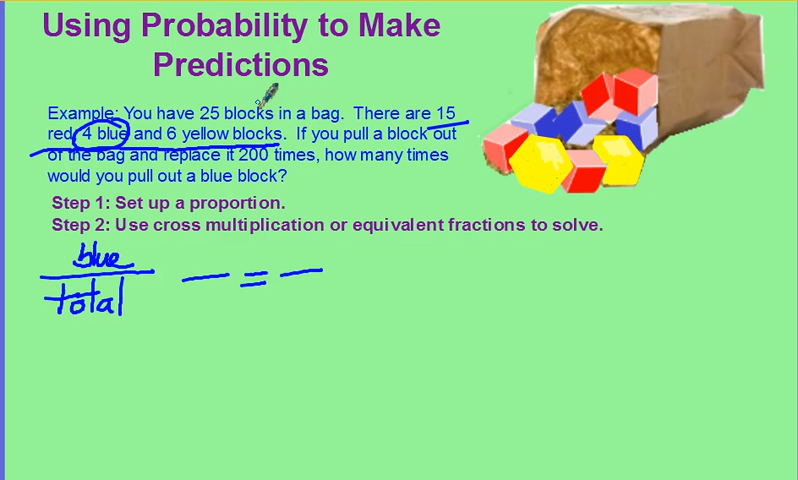 Using Probability to Make
Predictions
Example: You have 25 blocks in a bag. There are 15
red, 4 blue and 6 yellow blocks. If you pull a block out
of the bag and replace it 200 times, how many times
would you pull out a blue block?
Step 1: Set up a proportion.
Step 2: Use cross multiplication or equivalent fractions to solve.
blue
— = —
total